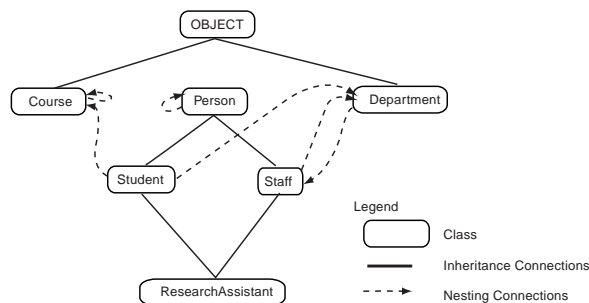 OBJECT
Course
Person
Department
Student
Staff
Legend
Class
Inheritance Connections
ResearchAssistant
Nesting Connections